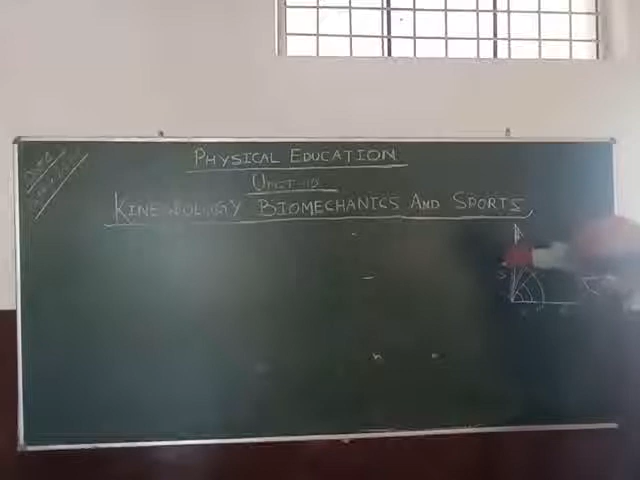 PHYSICAL EDUCATION
UNIT-10
KINESIOLOGY BIOMECHANICS AND SPORTS